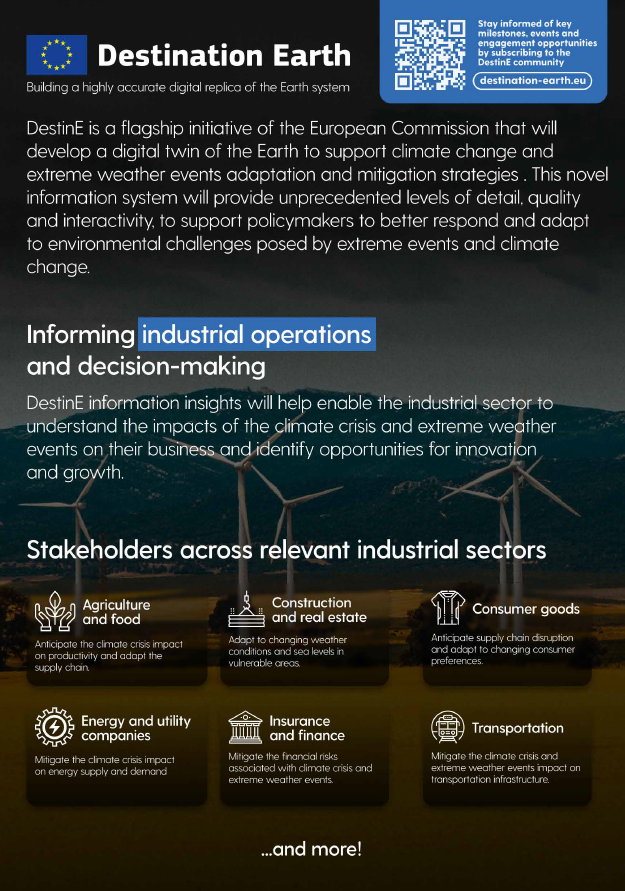 Destination Earth
Building a highly accurate digital replica of the Earth system
Stay informed of key
milestones, events and
engagement opportunities
by subscribing to the
DestinE community
destination-earth.eu
DestinE is a flagship initiative of the European Commission that will
develop a digital twin of the Earth to support climate change and
extreme weather events adaptation and mitigation strategies . This novel
information system will provide unprecedented levels of detail, quality
and interactivity, to support policymakers to better respond and adapt
to environmental challenges posed by extreme events and climate
change.
Informing industrial operations
and decision-making
DestinE information insights will help enable the industrial sector to
understand the impacts of the climate crisis and extreme weather
events on their business and identify opportunities for innovation
and growth.
Stakeholders across relevant industrial sectors
Agriculture
and food
Anticipate the climate crisis impact
on productivity and adapt the
supply chain.
Construction
and real estate
Adapt to changing weather
conditions and sea levels in
vulnerable areas.
Consumer goods
Anticipate supply chain disruption
and adapt to changing consumer
preferences.
Energy and utility
companies
Mitigate the climate crisis impact
on energy supply and demand
Insurance
and finance
Mitigate the financial risks
associated with climate crisis and
extreme weather events.
Transportation
Mitigate the climate crisis and
extreme weather events impact on
transportation infrastructure.
...and more!